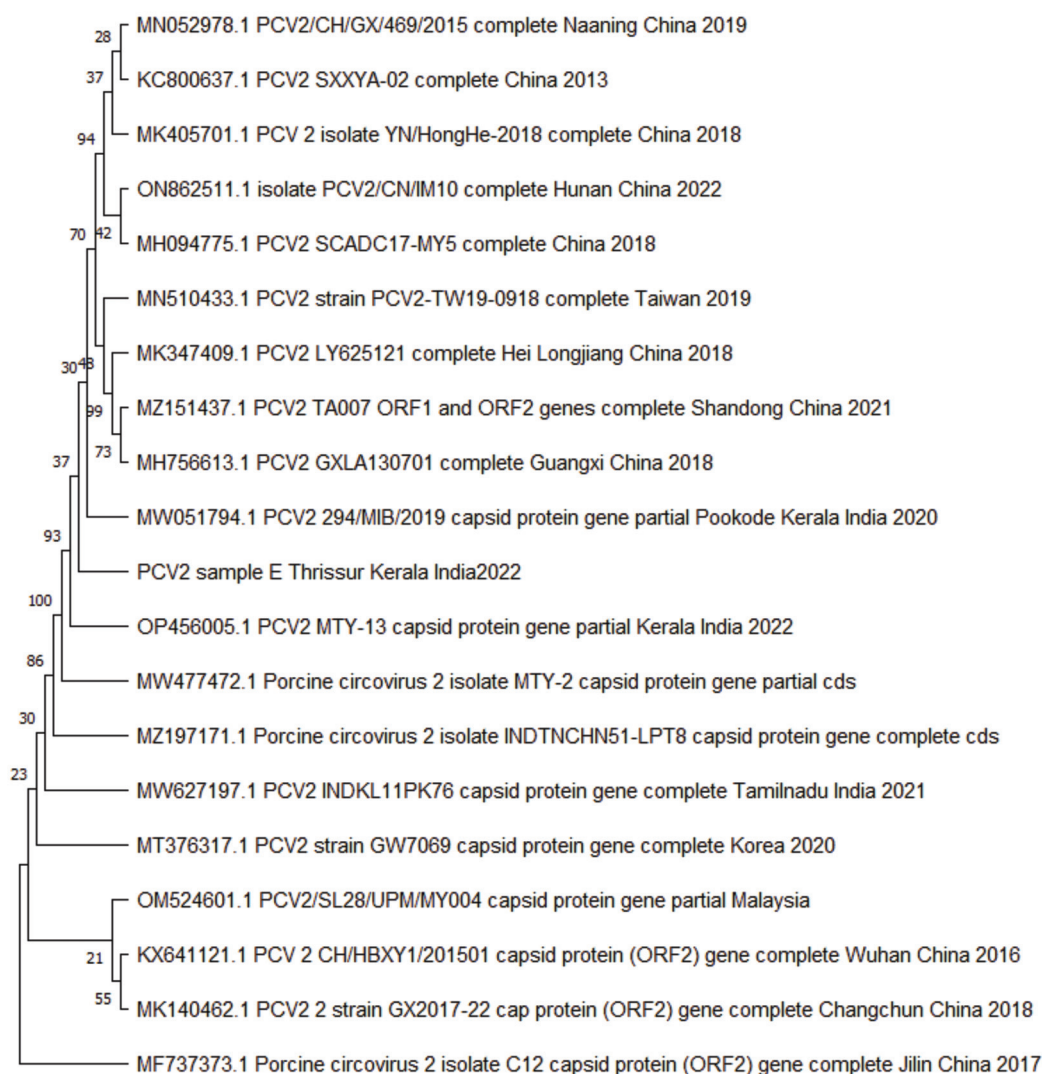 MN052978.1 PCV2/CH/GX/469/2015 complete Naaning China 2019
28
KC800637.1 PCV2 SXXYA-02 complete China 2013
37
MK405701.1 PCV 2 isolate YN/HongHe-2018 complete China 2018
94
ON862511.1 isolate PCV2/CN/IM10 complete Hunan China 2022
70
42
MH094775.1 PCV2 SCADC17-MY5 complete China 2018
MN510433.1 PCV2 strain PCV2-TW19-0918 complete Taiwan 2019
MK347409.1 PCV2 LY625121 complete Hei Longjiang China 2018
30
43
MZ151437.1 PCV2 TA007 ORF1 and ORF2 genes complete Shandong China 2021
99
73
MH756613.1 PCV2 GXLA130701 complete Guangxi China 2018
37
MW051794.1 PCV2 294/MIB/2019 capsid protein gene partial Pookode Kerala India 2020
93
PCV2 sample E Thrissur Kerala India2022
100
OP456005.1 PCV2 MTY-13 capsid protein gene partial Kerala India 2022
86
MW477472.1 Porcine circovirus 2 isolate MTY-2 capsid protein gene partial cds
30
MZ197171.1 Porcine circovirus 2 isolate INDTNCHN51-LPT8 capsid protein gene complete cds
23
MW627197.1 PCV2 INDKL11PK76 capsid protein gene complete Tamilnadu India 2021
MT376317.1 PCV2 strain GW7069 capsid protein gene complete Korea 2020
OM524601.1 PCV2/SL28/UPM/MY004 capsid protein gene partial Malaysia
21
KX641121.1 PCV 2 CH/HBXY1/201501 capsid protein (ORF2) gene complete Wuhan China 2016
55
MK140462.1 PCV2 2 strain GX2017-22 cap protein (ORF2) gene complete Changchun China 2018
MF737373.1 Porcine circovirus 2 isolate C12 capsid protein (ORF2) gene complete Jilin China 2017